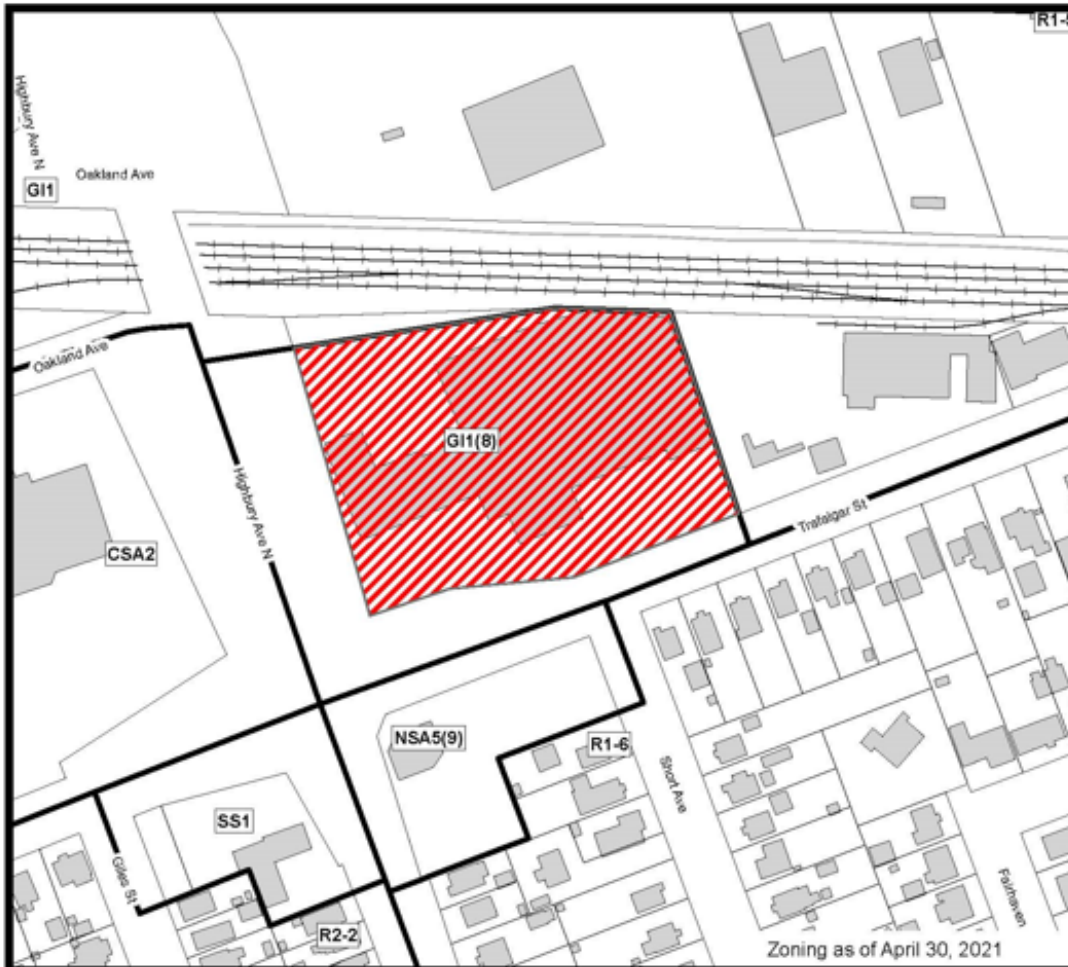 R1-5
Highbury Ave N
Oakland Ave
GI1
Oakland Ave
GI1(8)
Highbury Ave N
Trafalgar St
CSA2
NSA5(9)
R1-6
Short Ave
SS1
Giles St
Fairhaven
R2-2
Zoning as of April 30, 2021